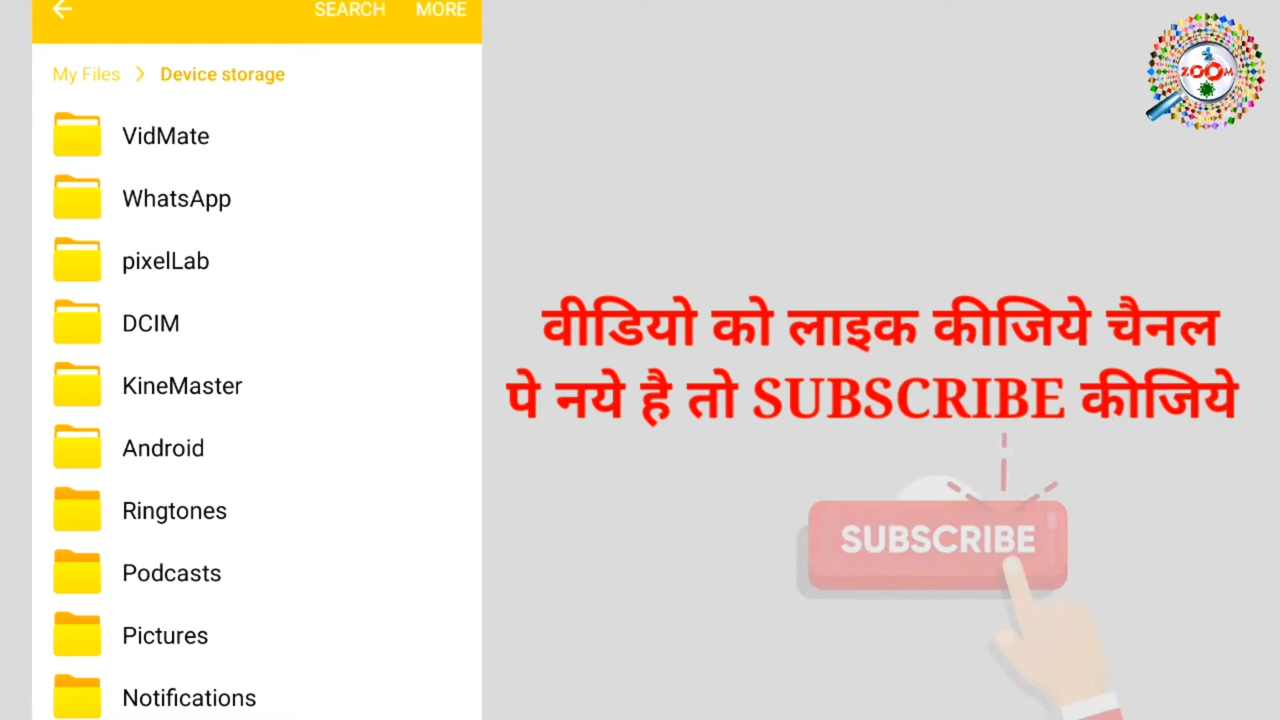 SEARCH MORE
My Files > Device storage
VidMate
WhatsApp
pixelLab
DCIM
KineMaster
Android
Ringtones
Podcasts
Pictures
Notifications
ZOOM
वीडियो को लाइक कीजिये चैनल
पे नये है तो SUBSCRIBE कीजिये
SUBSCRIBE